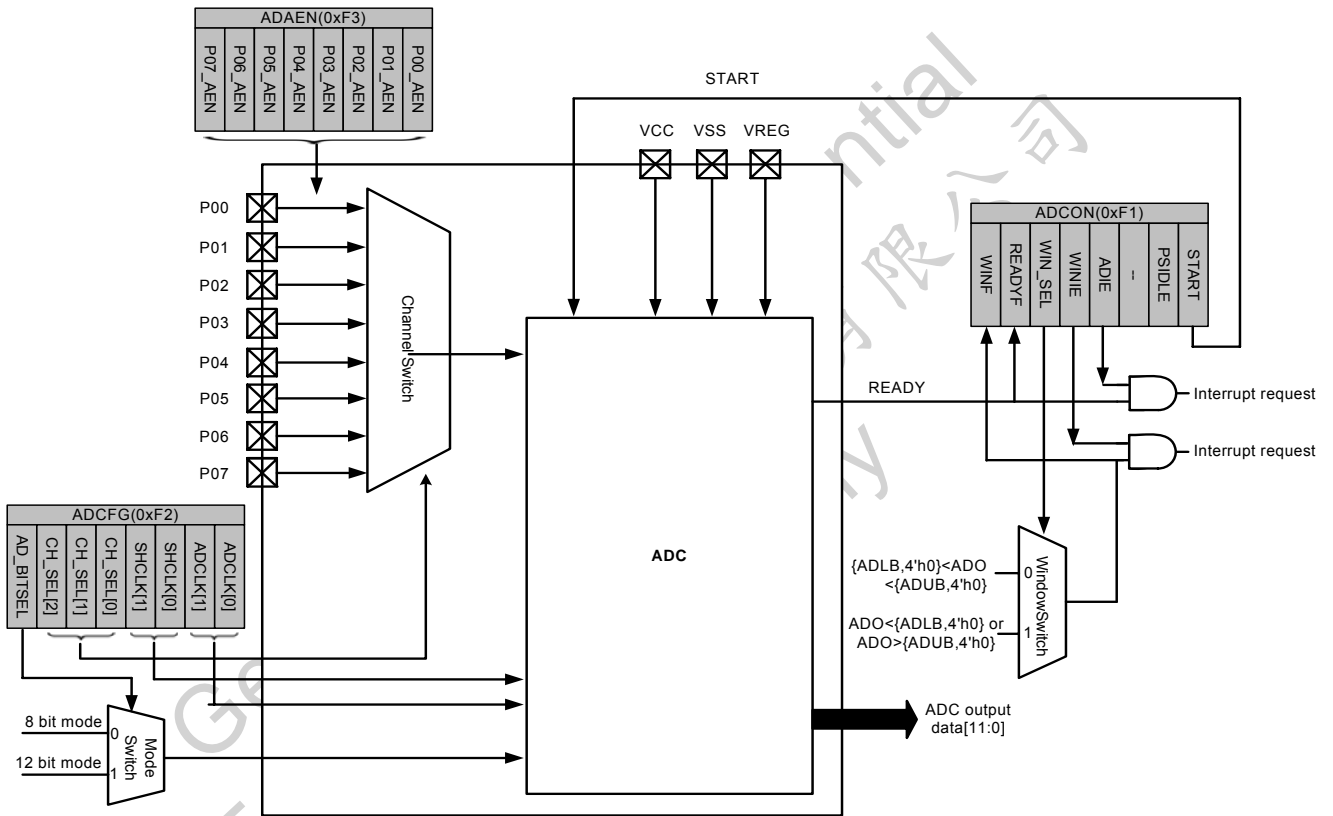 ADAEN(0xF3)
P07_AEN
P06_AEN
P05_AEN
P04_AEN
P03_AEN
P02_AEN
P01_AEN
P00_AEN
START
VCC VSS VREG
P00
P01
P02
P03
P04
P05
P06
P07
Channel Switch
ADCON(0xF1)
WINF
READYF
WIN_SEL
WINIE
ADIE
--
PSIDLE
START
READY
Interrupt request
Interrupt request
ADCFG(0xF2)
AD_BITSEL
CH_SEL[2]
CH_SEL[1]
CH_SEL[0]
SHCLK[1]
SHCLK[0]
ADCLK[1]
ADCLK[0]
ADC
{ADLB,4'h0}<ADO
<{ADUB,4'h0}
0
ADO<{ADLB,4'h0} or
ADO>{ADUB,4'h0}
1
WindowSwitch
8 bit mode
0
12 bit mode
1
Mode
Switch
ADC output
data[11:0]
ntial
限公司